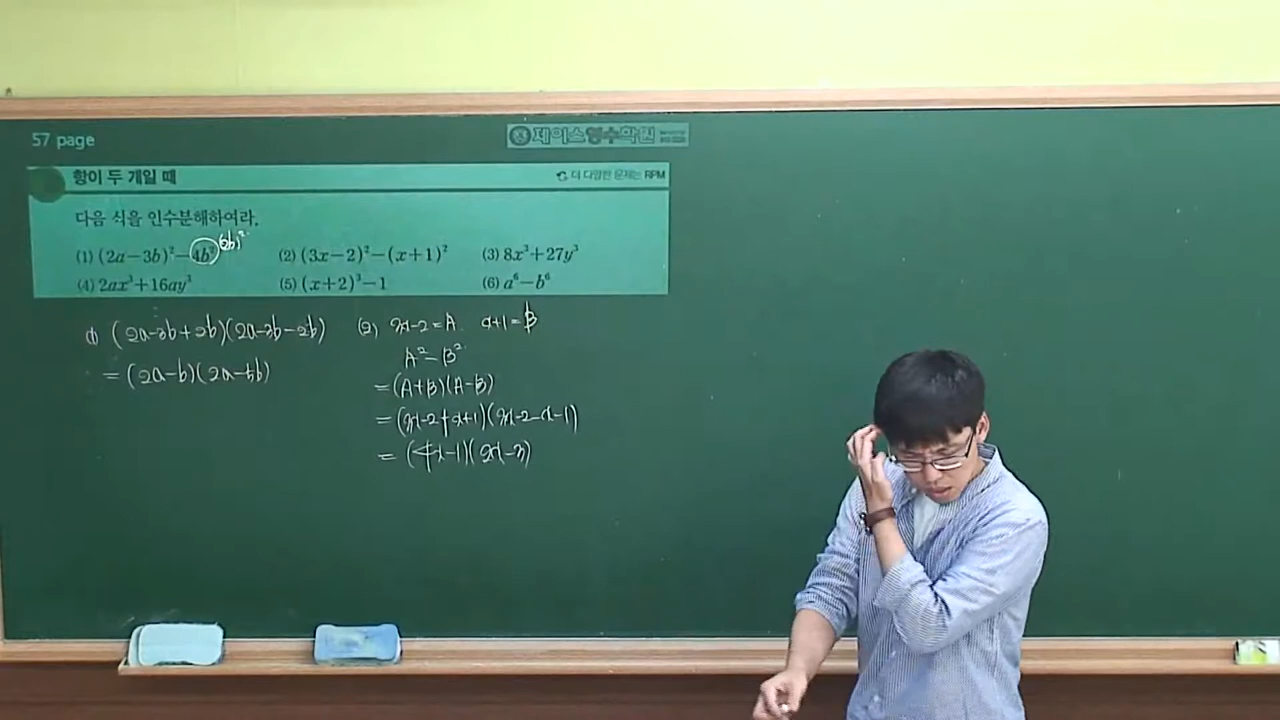 57 page
제이스영수학원
항이 두 개일 때
더 다양한 문제는 RPM
다음 식을 인수분해하여라.
(1) (2a−3b)²−4b² (2b)²
(2) (3x−2)²−(x+1)²
(3) 8x³+27y³
(4) 2ax³+16ay³
(5) (x+2)³−1
(6) a⁶−b⁶
(1) (2a-3b+2b)(2a-3b-2b)
=(2a-b)(2a-5b)
(2) 3x-2=A x+1=B
A²-B²
=(A+B)(A-B)
=(3x-2+x+1)(3x-2-x-1)
=(4x-1)(2x-3)